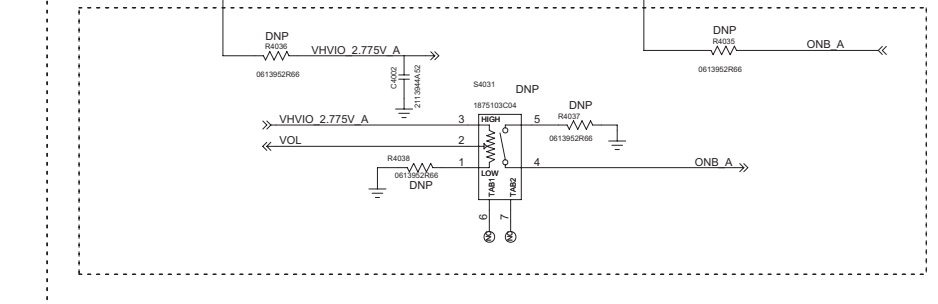 DNP
R4036
VHVIO_2.775V_A
0613952R66
C4002
2113944A52
DNP
R4035
ONB_A
0613952R66
S4031
DNP
1875103C04
VHVIO_2.775V_A
3
HIGH
5
DNP
R4037
0613952R66
VOL
2
R4038
0613952R66
DNP
1
LOW
4
ONB_A
TAB1
TAB2
6
7
NC
NC